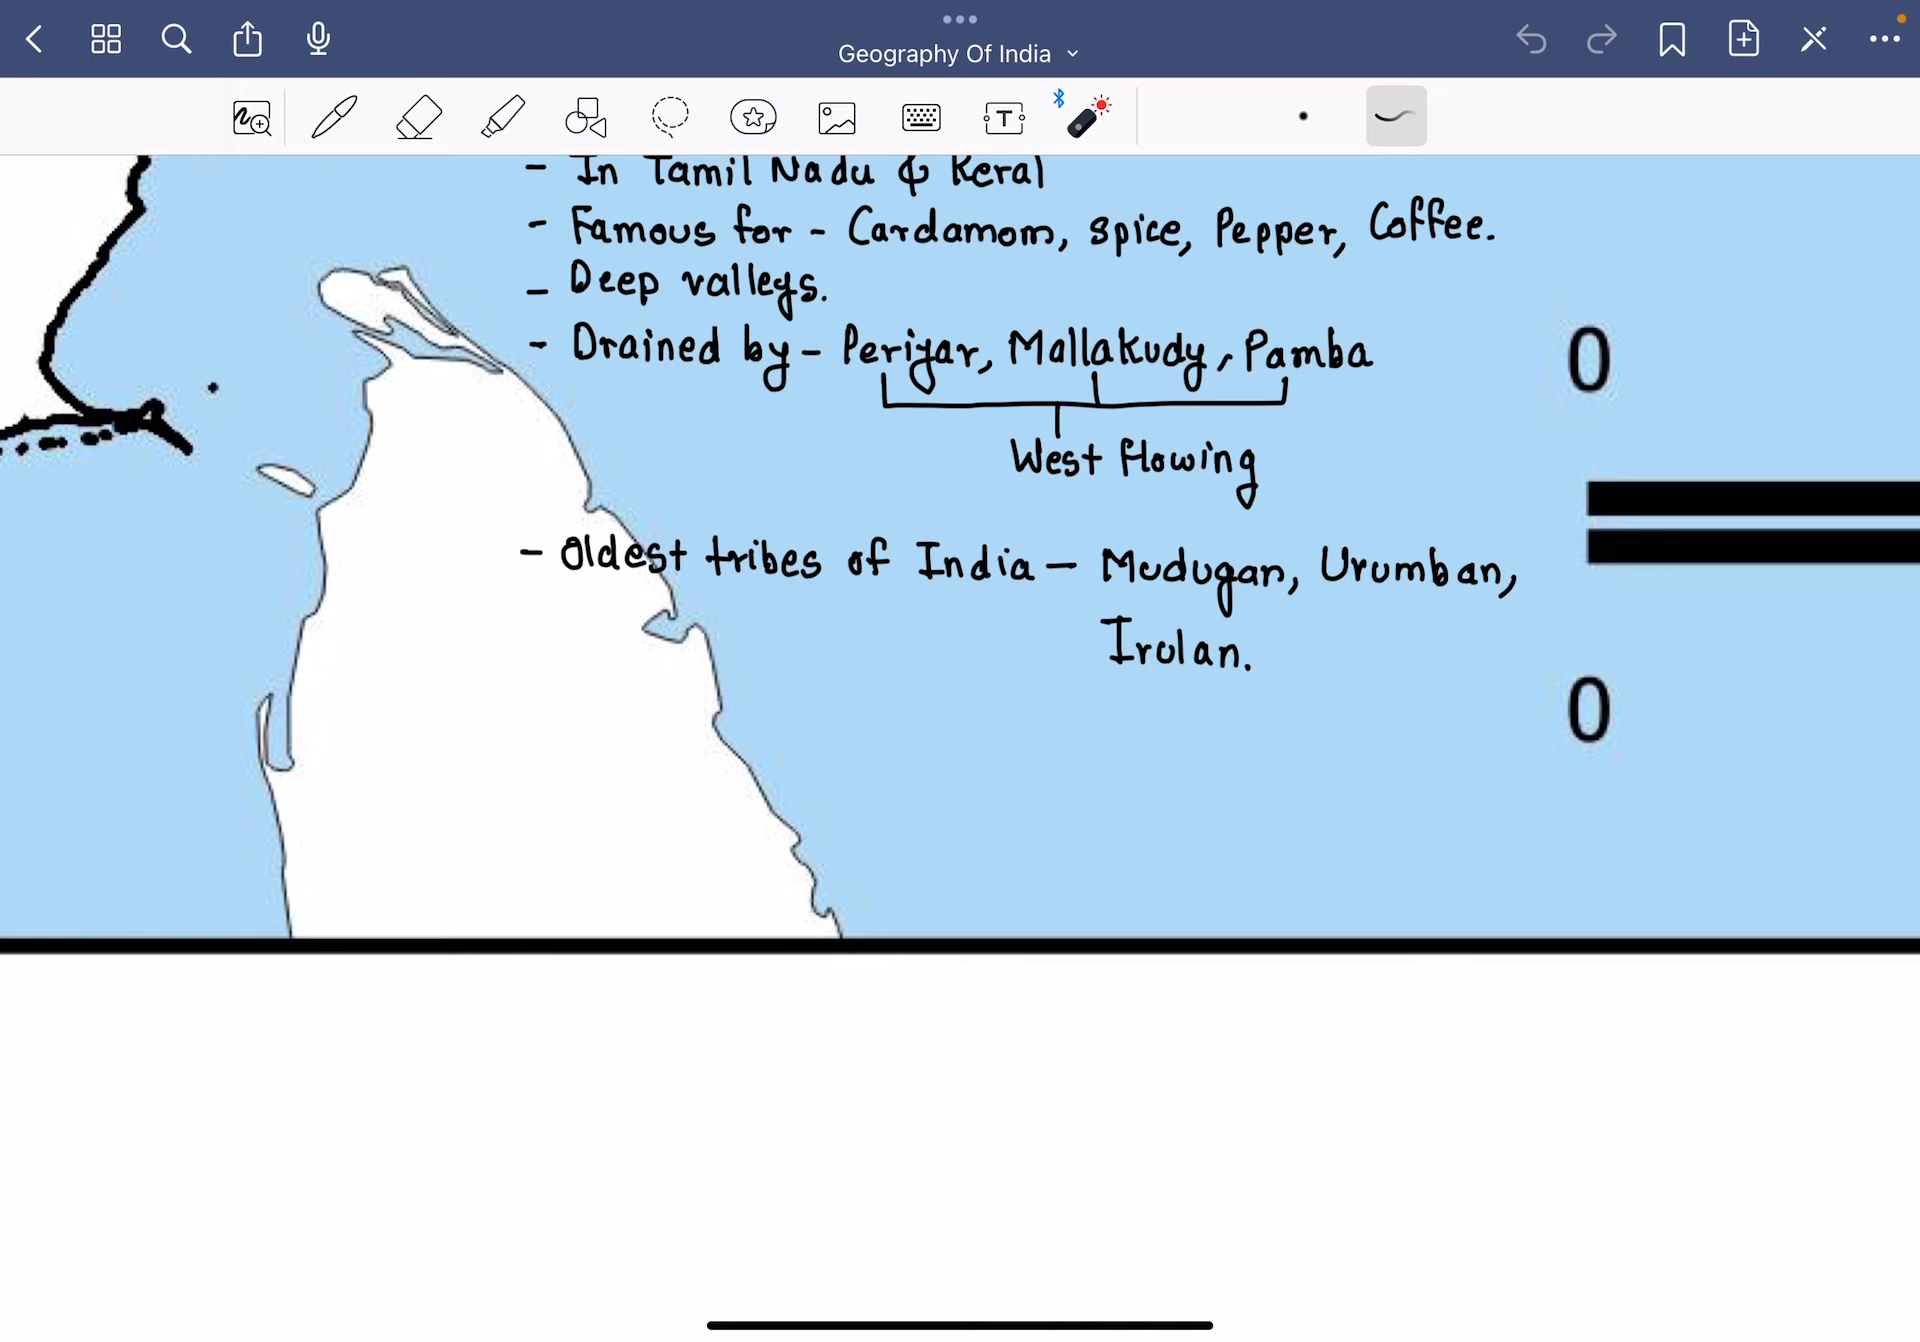 Geography Of India
- In Tamil Nadu & Keral
- Famous for - Cardamom, spice, Pepper, Coffee.
- Deep valleys.
- Drained by - Periyar, Mallakudy, Pamba
West flowing
- Oldest tribes of India - Mudugan, Urumban,
Irulan.
0
0